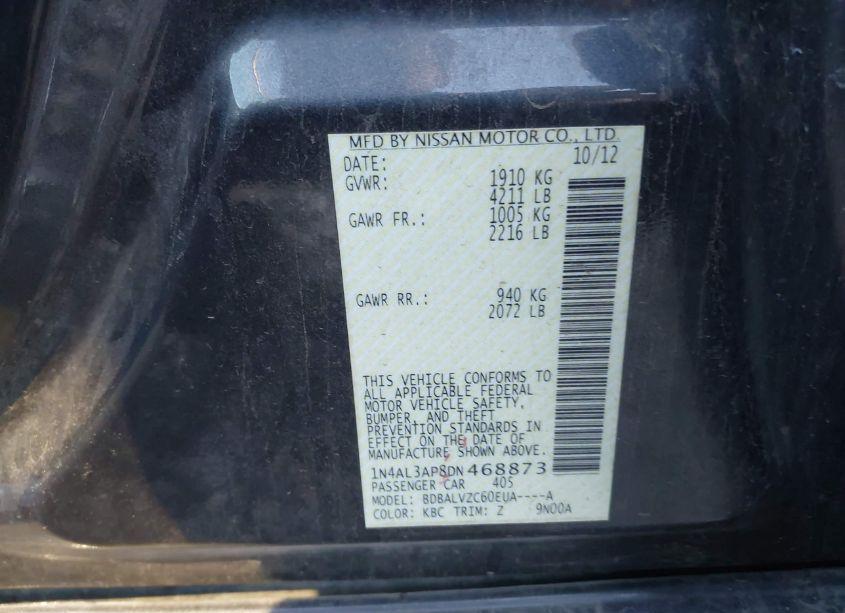 MFD BY NISSAN MOTOR CO., LTD.
DATE: 10/12
GVWR: 1910 KG
4211 LB
GAWR FR.: 1005 KG
2216 LB
GAWR RR.: 940 KG
2072 LB
THIS VEHICLE CONFORMS TO
ALL APPLICABLE FEDERAL
MOTOR VEHICLE SAFETY,
BUMPER, AND THEFT
PREVENTION STANDARDS IN
EFFECT ON THE DATE OF
MANUFACTURE SHOWN ABOVE.
1N4AL3AP8DN468873
PASSENGER CAR 405
MODEL: BDBALVZC60EUA----A
COLOR: KBC TRIM: Z 9N00A